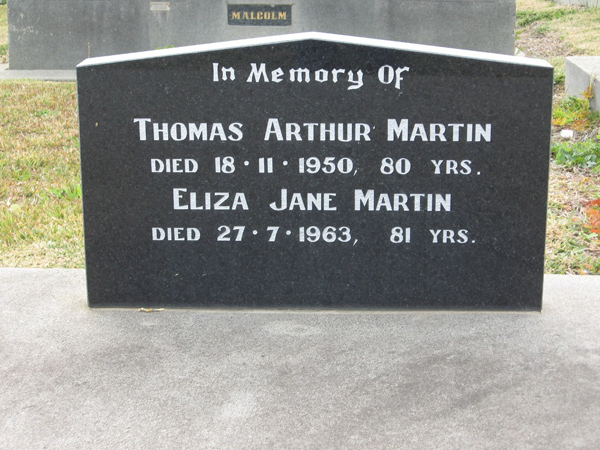 MALCOLM
In Memory Of
THOMAS ARTHUR MARTIN
DIED 18·11·1950, 80 YRS.
ELIZA JANE MARTIN
DIED 27·7·1963, 81 YRS.